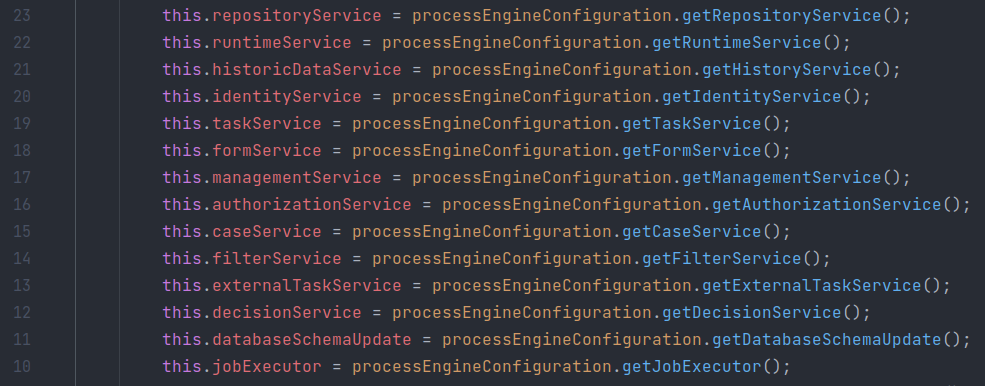 23 this.repositoryService = processEngineConfiguration.getRepositoryService();
22 this.runtimeService = processEngineConfiguration.getRuntimeService();
21 this.historicDataService = processEngineConfiguration.getHistoryService();
20 this.identityService = processEngineConfiguration.getIdentityService();
19 this.taskService = processEngineConfiguration.getTaskService();
18 this.formService = processEngineConfiguration.getFormService();
17 this.managementService = processEngineConfiguration.getManagementService();
16 this.authorizationService = processEngineConfiguration.getAuthorizationService();
15 this.caseService = processEngineConfiguration.getCaseService();
14 this.filterService = processEngineConfiguration.getFilterService();
13 this.externalTaskService = processEngineConfiguration.getExternalTaskService();
12 this.decisionService = processEngineConfiguration.getDecisionService();
11 this.databaseSchemaUpdate = processEngineConfiguration.getDatabaseSchemaUpdate();
10 this.jobExecutor = processEngineConfiguration.getJobExecutor();